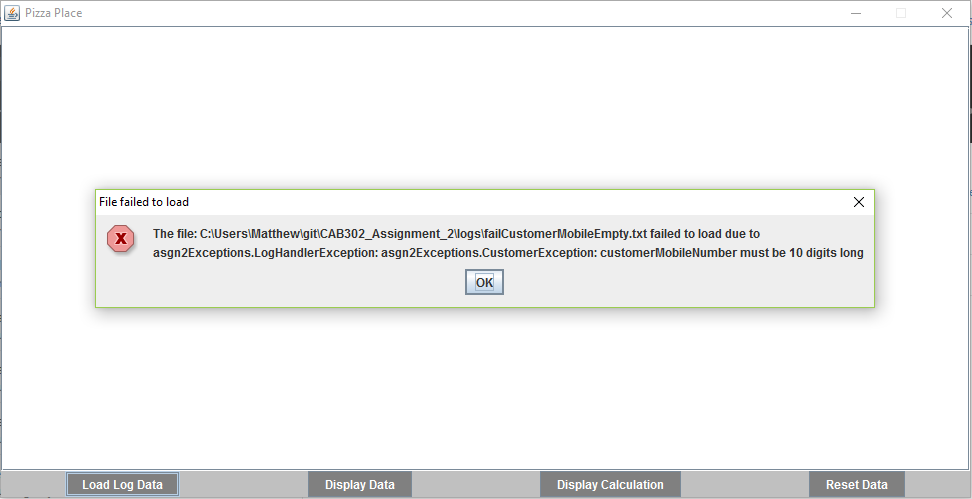 Pizza Place
File failed to load
The file: C:\Users\Matthew\git\CAB302_Assignment_2\logs\failCustomerMobileEmpty.txt failed to load due to
asgn2Exceptions.LogHandlerException: asgn2Exceptions.CustomerException: customerMobileNumber must be 10 digits long
OK
Load Log Data
Display Data
Display Calculation
Reset Data